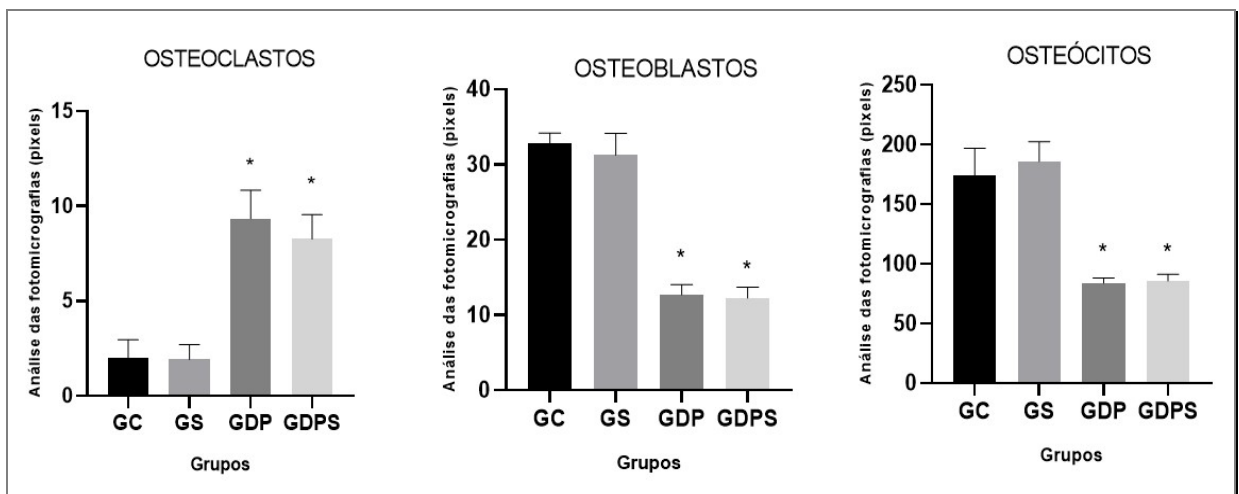 OSTEOCLASTOS
Análise das fotomicrografias (pixels)
15
10
5
0
*
*
GC GS GDP GDPS
Grupos
OSTEOBLASTOS
Análise das fotomicrografias (pixels)
40
30
20
10
0
*
*
GC GS GDP GDPS
Grupos
OSTEÓCITOS
Análise das fotomicrografias (pixels)
250
200
150
100
50
0
* *
GC GS GDP GDPS
Grupos